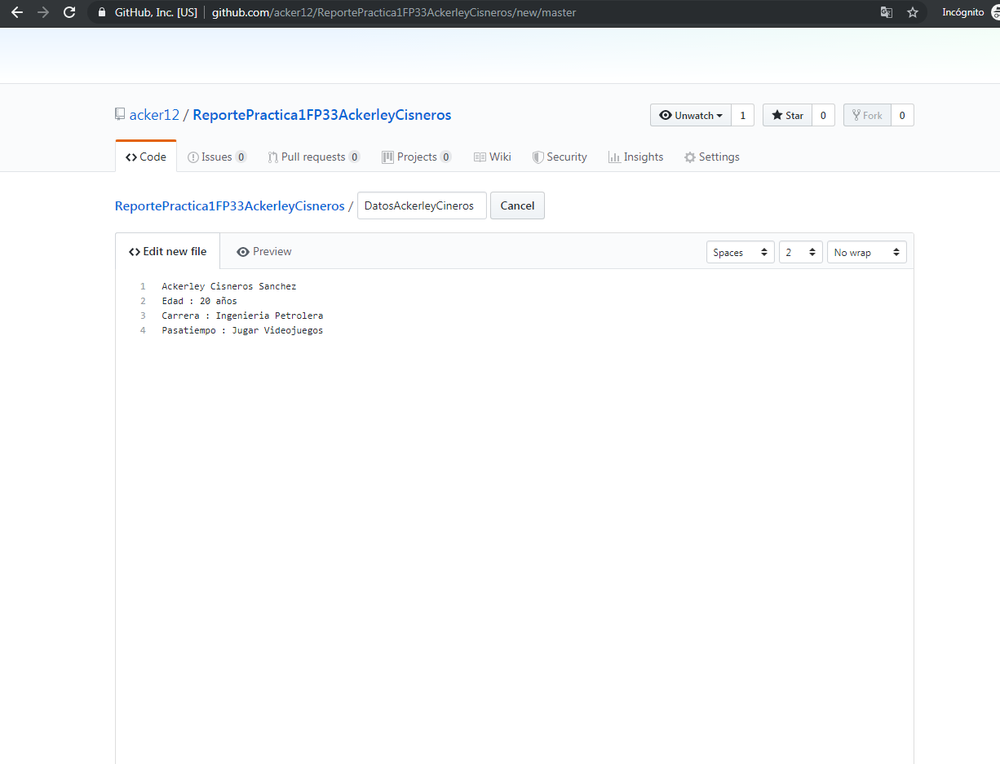 GitHub, Inc. [US] github.com/acker12/ReportePractica1FP33AckerleyCisneros/new/master Incógnito
acker12 / ReportePractica1FP33AckerleyCisneros Unwatch 1 Star 0 Fork 0
Code Issues 0 Pull requests 0 Projects 0 Wiki Security Insights Settings
ReportePractica1FP33AckerleyCisneros / DatosAckerleyCineros Cancel
Edit new file Preview Spaces 2 No wrap
1 Ackerley Cisneros Sanchez
2 Edad : 20 años
3 Carrera : Ingenieria Petrolera
4 Pasatiempo : Jugar Videojuegos